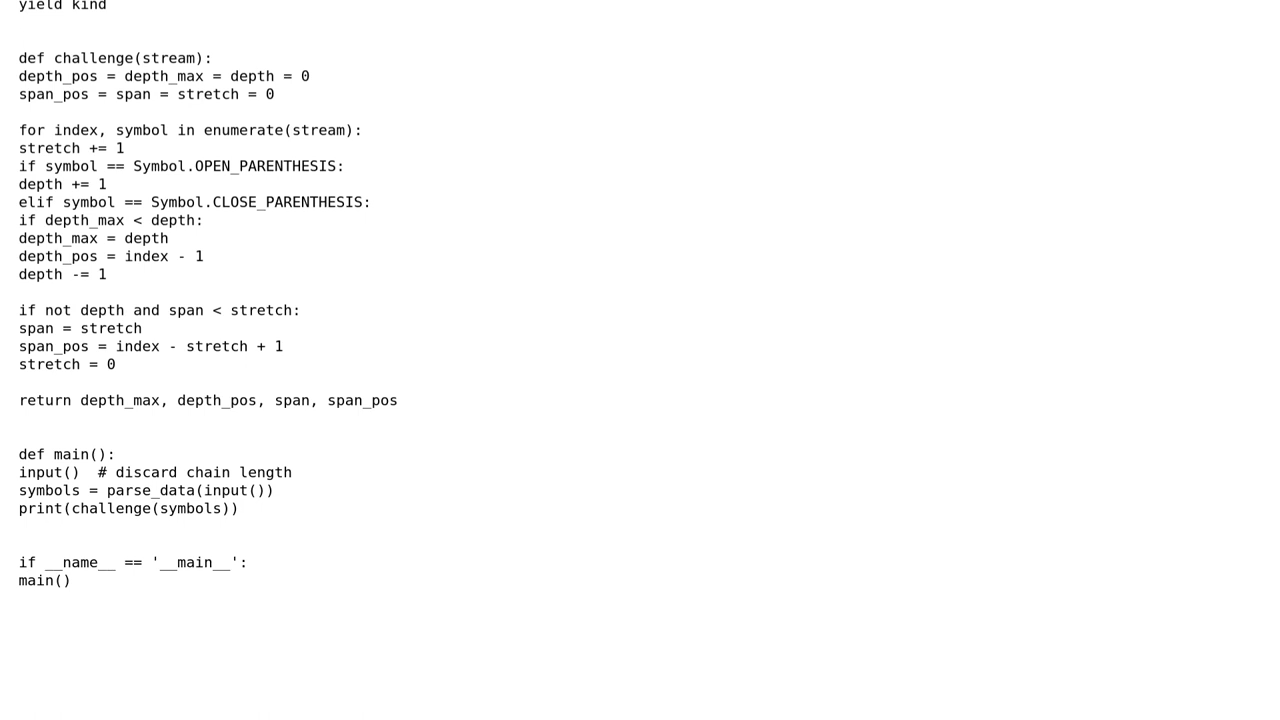 yield kind
def challenge(stream):
depth_pos = depth_max = depth = 0
span_pos = span = stretch = 0
for index, symbol in enumerate(stream):
stretch += 1
if symbol == Symbol.OPEN_PARENTHESIS:
depth += 1
elif symbol == Symbol.CLOSE_PARENTHESIS:
if depth_max < depth:
depth_max = depth
depth_pos = index - 1
depth -= 1
if not depth and span < stretch:
span = stretch
span_pos = index - stretch + 1
stretch = 0
return depth_max, depth_pos, span, span_pos
def main():
input()  # discard chain length
symbols = parse_data(input())
print(challenge(symbols))
if __name__ == '__main__':
main()